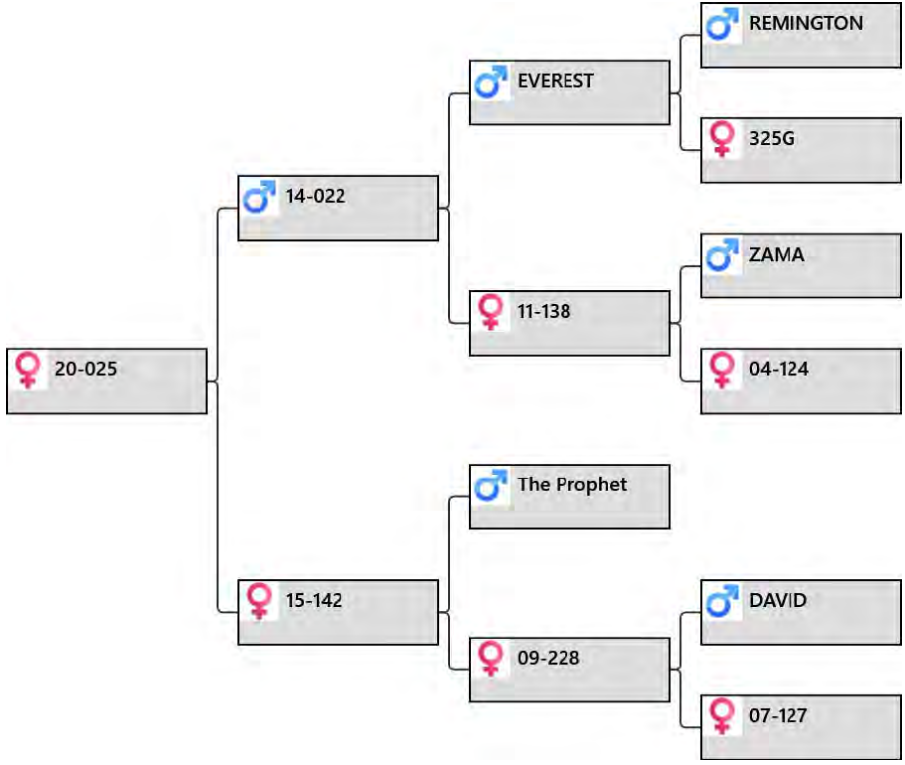 REMINGTON
EVEREST
325G
14-022
ZAMA
11-138
04-124
20-025
The Prophet
15-142
DAVID
09-228
07-127